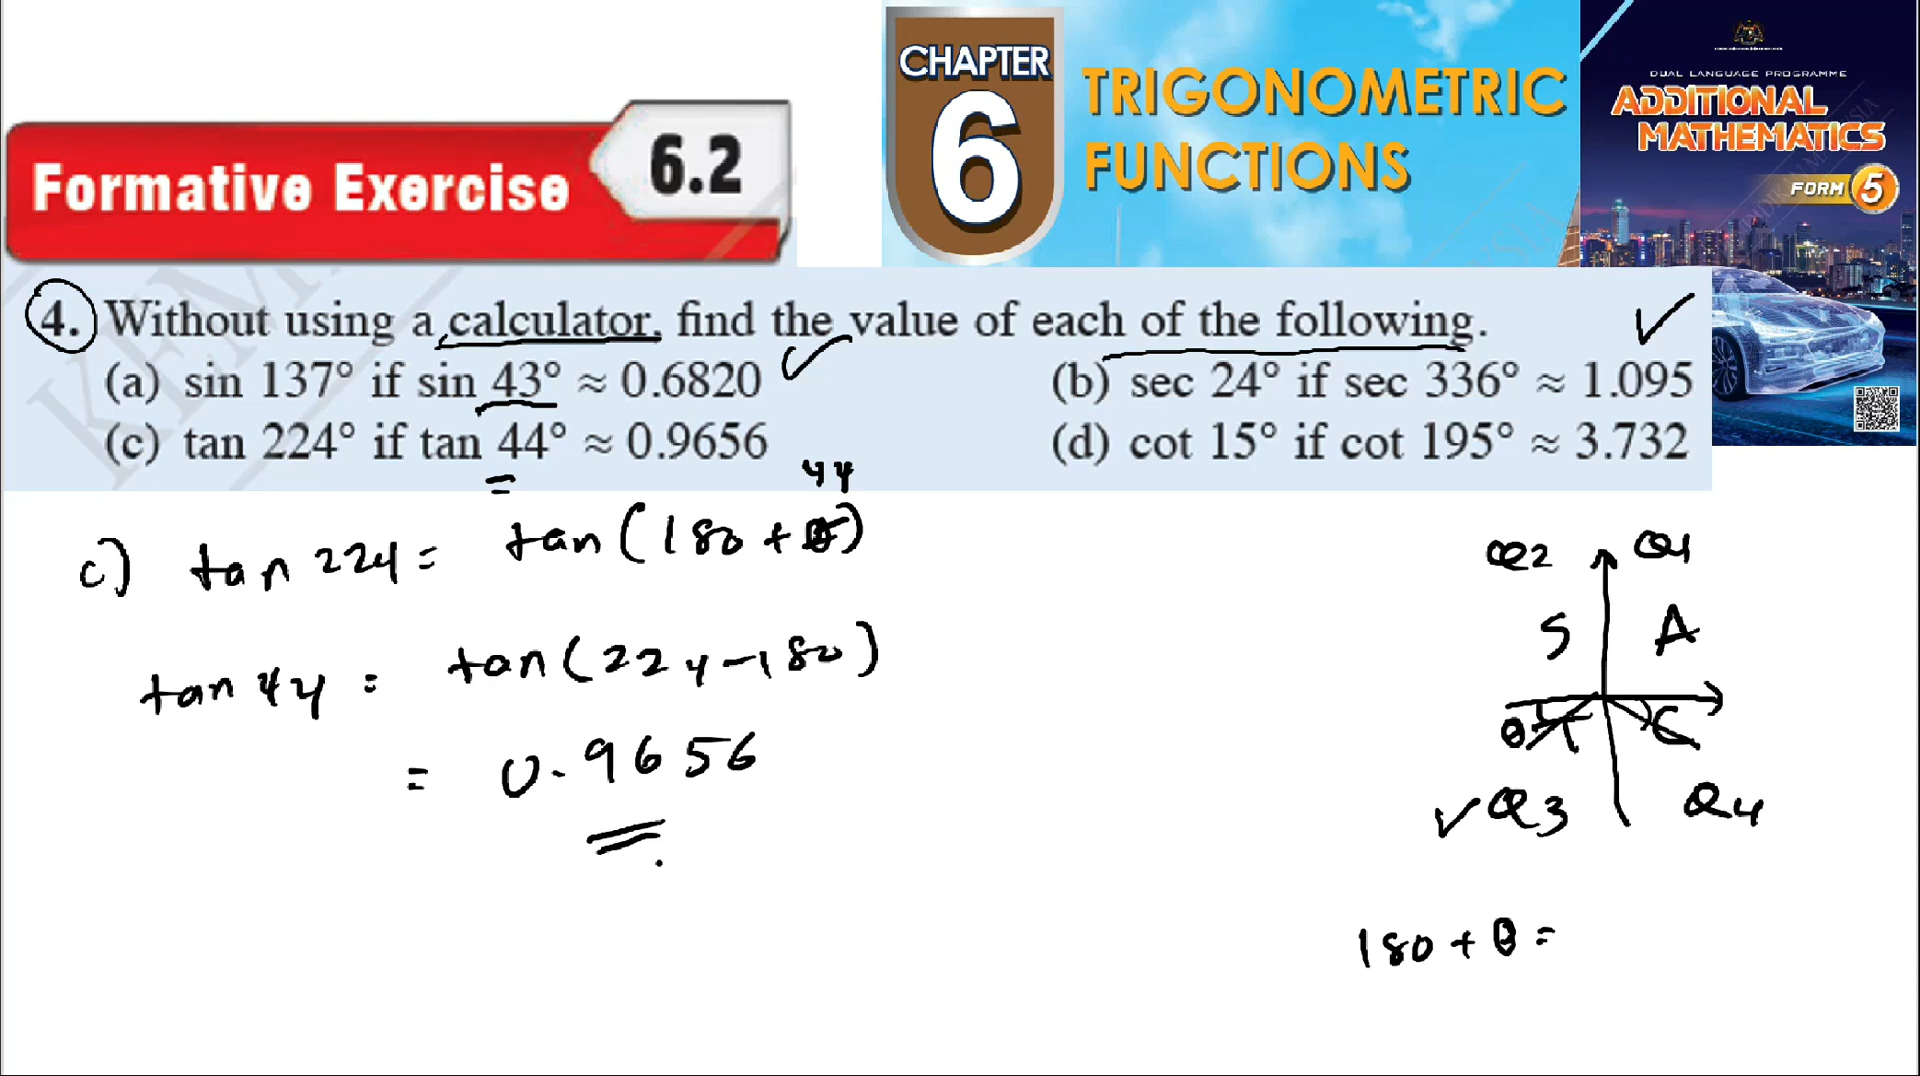 CHAPTER
6
TRIGONOMETRIC
FUNCTIONS
DUAL LANGUAGE PROGRAMME
ADDITIONAL
MATHEMATICS
FORM 5
Formative Exercise 6.2
4. Without using a calculator, find the value of each of the following.
(a) sin 137° if sin 43° ≈ 0.6820
(b) sec 24° if sec 336° ≈ 1.095
(c) tan 224° if tan 44° ≈ 0.9656
(d) cot 15° if cot 195° ≈ 3.732
44
c) tan 224 = tan(180 + θ)
tan 44 = tan(224-180)
= 0.9656
Q2 Q1
S A
θ T C
Q3 Q4
180 + θ =